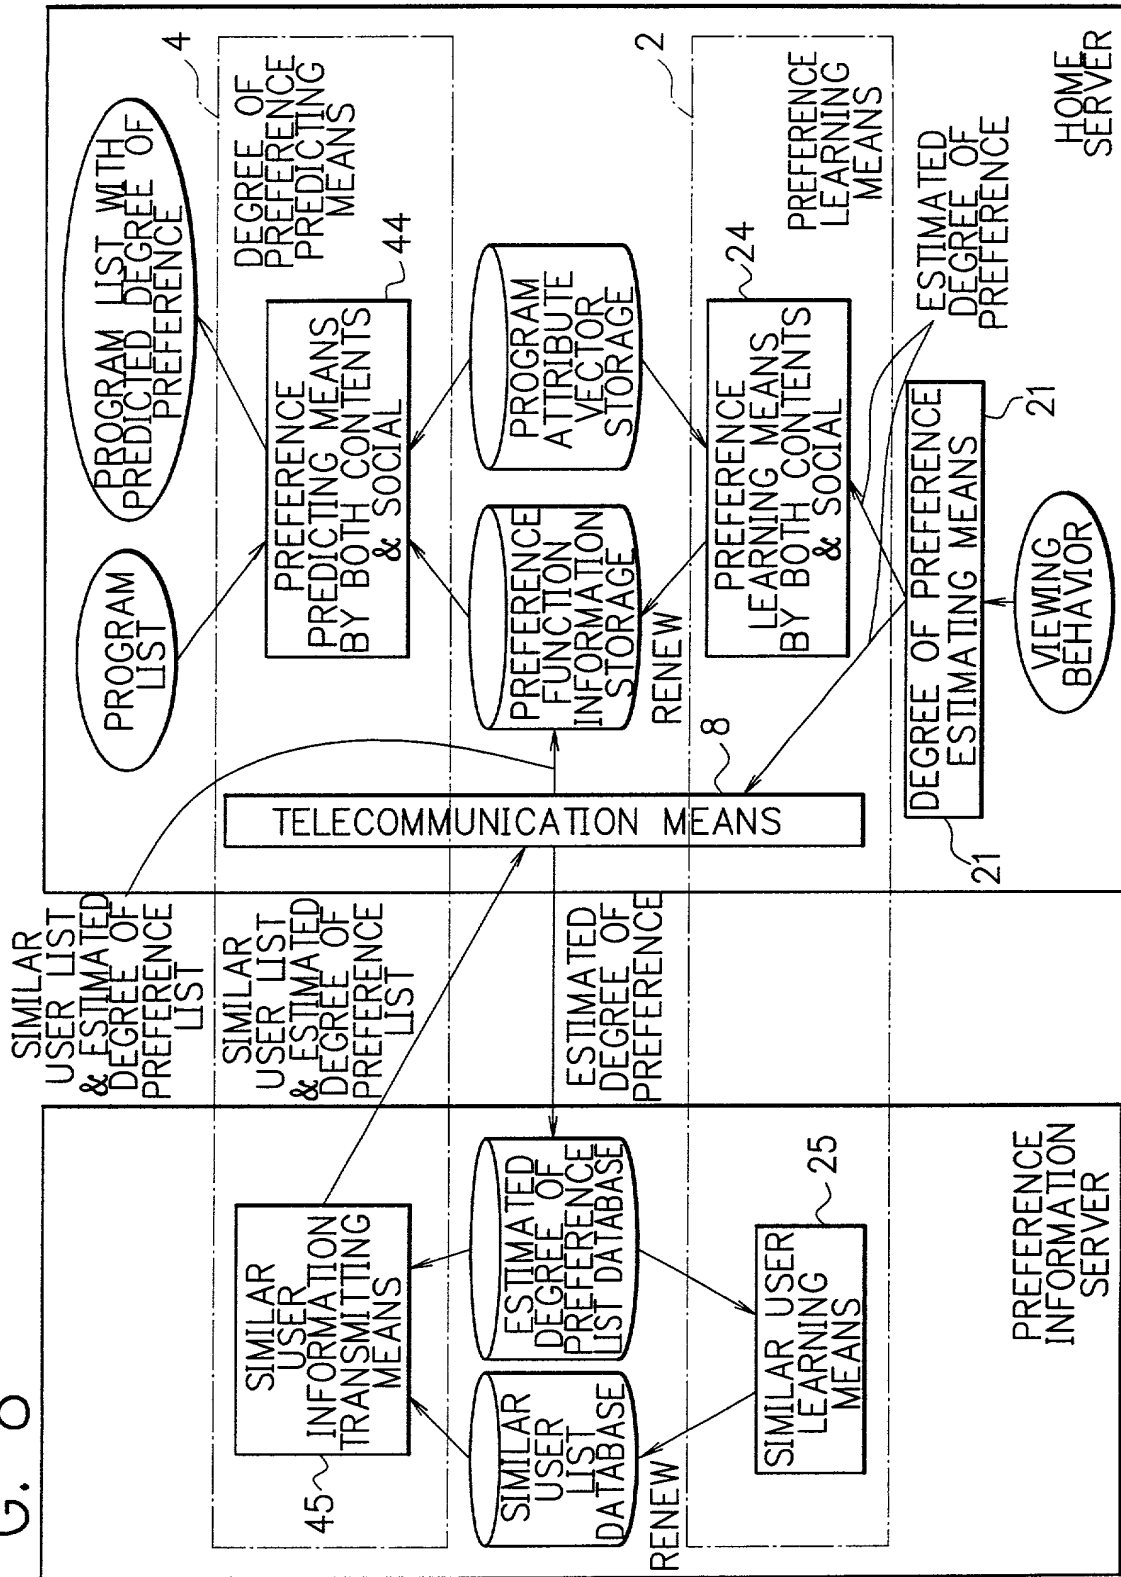 G. 8
PROGRAM
LIST
PROGRAM LIST WITH
PREDICTED DEGREE OF
PREFERENCE
4
DEGREE OF
PREFERENCE
PREDICTING
MEANS
SIMILAR
USER LIST
& ESTIMATED
DEGREE OF
PREFERENCE
LIST
SIMILAR
USER LIST
& ESTIMATED
DEGREE OF
PREFERENCE
LIST
45
SIMILAR
USER
INFORMATION
TRANSMITTING
MEANS
PREFERENCE
PREDICTING MEANS
BY BOTH CONTENTS
& SOCIAL
44
TELECOMMUNICATION MEANS
8
SIMILAR
USER
LIST
DATABASE
RENEW
ESTIMATED
DEGREE OF
PREFERENCE
LIST DATABASE
ESTIMATED
DEGREE OF
PREFERENCE
PREFERENCE
FUNCTION
INFORMATION
STORAGE
RENEW
PROGRAM
ATTRIBUTE
VECTOR
STORAGE
2
SIMILAR USER
LEARNING
MEANS
25
PREFERENCE
LEARNING MEANS
BY BOTH CONTENTS
& SOCIAL
24
PREFERENCE
LEARNING
MEANS
ESTIMATED
DEGREE OF
PREFERENCE
21
DEGREE OF PREFERENCE
ESTIMATING MEANS
21
VIEWING
BEHAVIOR
PREFERENCE
INFORMATION
SERVER
HOME
SERVER